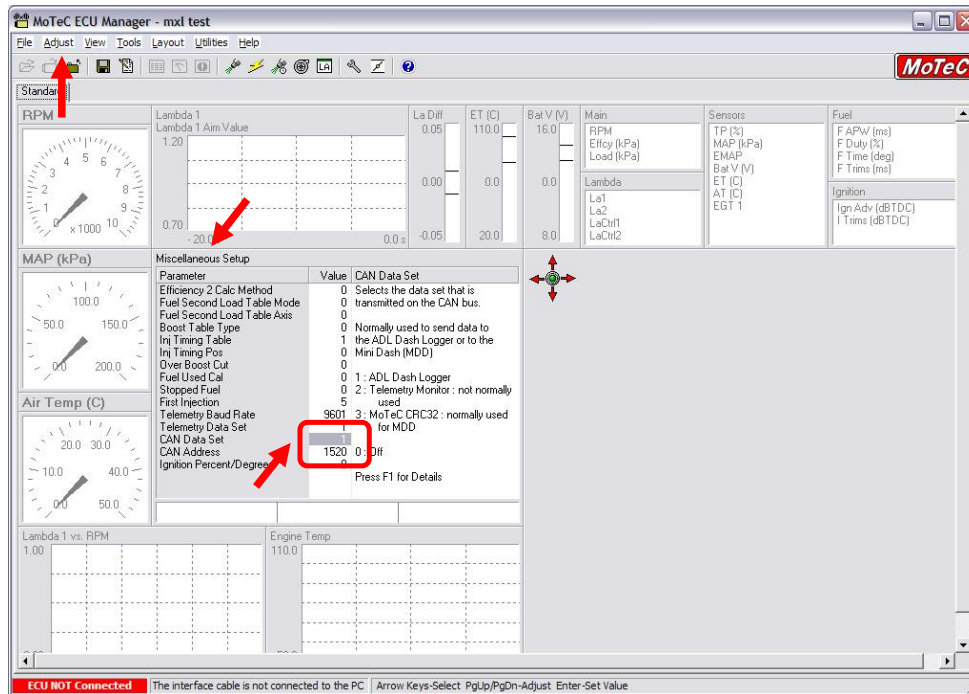 MoTeC ECU Manager - mxl test
File Adjust View Tools Layout Utilities Help
MoTeC
Standard
RPM
1 2 3 4 5 6 7 8 9 10
0
x 1000
Lambda 1
Lambda 1 Aim Value
1.20
0.70
- 20.0
0.0 s
La Diff
0.05
0.00
-0.05
ET (C)
110.0
0.0
20.0
Bat V (V)
16.0
0.0
8.0
Main
RPM
Effcy (kPa)
Load (kPa)
Lambda
La1
La2
LaCtrl1
LaCtrl2
Sensors
TP (%)
MAP (kPa)
EMAP
Bat V (V)
ET (C)
AT (C)
EGT 1
Fuel
F APW (ms)
F Duty (%)
F Time (deg)
F Trims (ms)
Ignition
Ign Adv (dBTDC)
I Trims (dBTDC)
MAP (kPa)
100.0
50.0 150.0
0.0 200.0
Miscellaneous Setup
Parameter Value
Efficiency 2 Calc Method 0
Fuel Second Load Table Mode 0
Fuel Second Load Table Axis 0
Boost Table Type 0
Inj Timing Table 1
Inj Timing Pos 0
Over Boost Cut 0
Fuel Used Cal 0
Stopped Fuel 0
First Injection 5
Telemetry Baud Rate 9601
Telemetry Data Set 1
CAN Data Set 1
CAN Address 1520
Ignition Percent/Degree 0
CAN Data Set
Selects the data set that is
transmitted on the CAN bus.
Normally used to send data to
the ADL Dash Logger or to the
Mini Dash (MDD)
1 : ADL Dash Logger
2 : Telemetry Monitor : not normally
used
3 : MoTeC CRC32 : normally used
for MDD
0 : Off
Press F1 for Details
Air Temp (C)
20.0 30.0
10.0 40.0
0.0 50.0
Lambda 1 vs. RPM
1.00
Engine Temp
110.0
ECU NOT Connected The interface cable is not connected to the PC Arrow Keys-Select PgUp/PgDn-Adjust Enter-Set Value